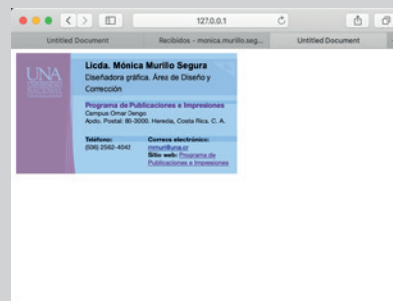 127.0.0.1
Untitled Document
Recibidos - monica.murillo.seg...
Untitled Document
UNA
Licda. Mónica Murillo Segura
Diseñadora gráfica. Área de Diseño y
Corrección
Programa de Publicaciones e Impresiones
Campus Omar Dengo
Apdo. Postal: 86-3000. Heredia, Costa Rica. C. A.
Teléfono:
(506) 2562-4042
Correos electrónico:
mmuri@una.cr
Sitio web: Programa de
Publicaciones e Impresiones